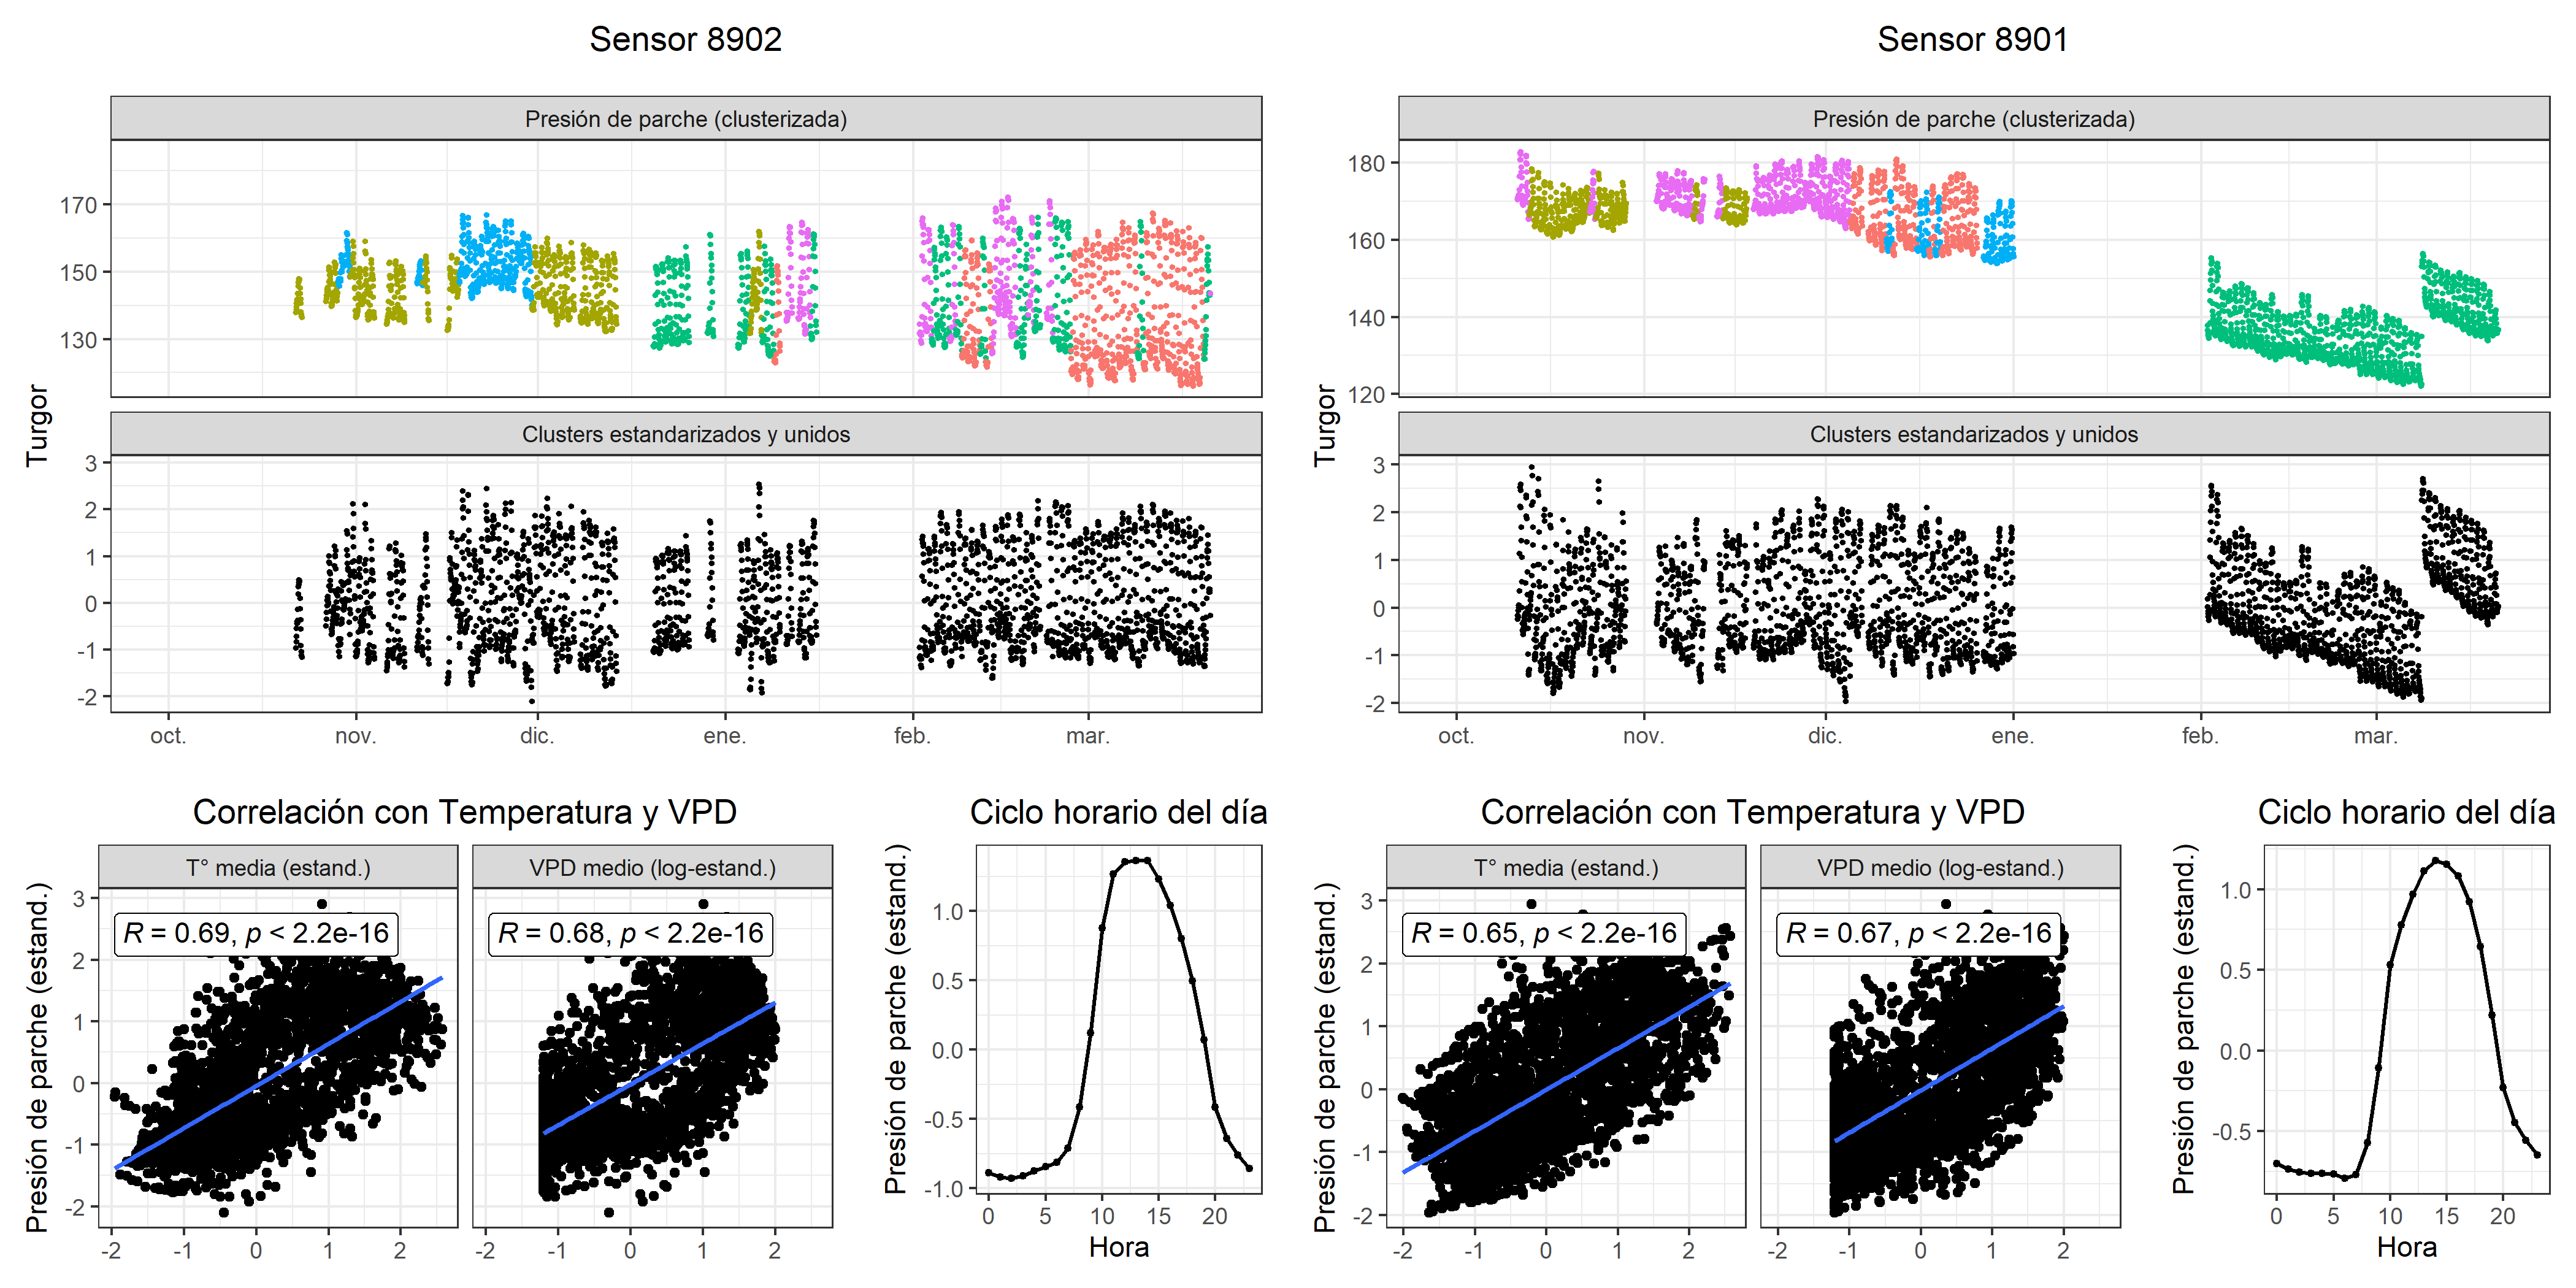 Sensor 8902
Presión de parche (clusterizada)
170
150
130
Turgor
Clusters estandarizados y unidos
3
2
1
0
-1
-2
oct. nov. dic. ene. feb. mar.
Correlación con Temperatura y VPD
T° media (estand.) VPD medio (log-estand.)
R = 0.69, p < 2.2e-16 R = 0.68, p < 2.2e-16
Presión de parche (estand.)
3
2
1
0
-1
-2
-2 -1 0 1 2 -2 -1 0 1 2
Ciclo horario del día
Presión de parche (estand.)
1.0
0.5
0.0
-0.5
-1.0
0 5 10 15 20
Hora
Sensor 8901
Presión de parche (clusterizada)
180
160
140
120
Turgor
Clusters estandarizados y unidos
3
2
1
0
-1
-2
oct. nov. dic. ene. feb. mar.
Correlación con Temperatura y VPD
T° media (estand.) VPD medio (log-estand.)
R = 0.65, p < 2.2e-16 R = 0.67, p < 2.2e-16
Presión de parche (estand.)
3
2
1
0
-1
-2
-2 -1 0 1 2 -2 -1 0 1 2
Ciclo horario del día
Presión de parche (estand.)
1.0
0.5
0.0
-0.5
0 5 10 15 20
Hora